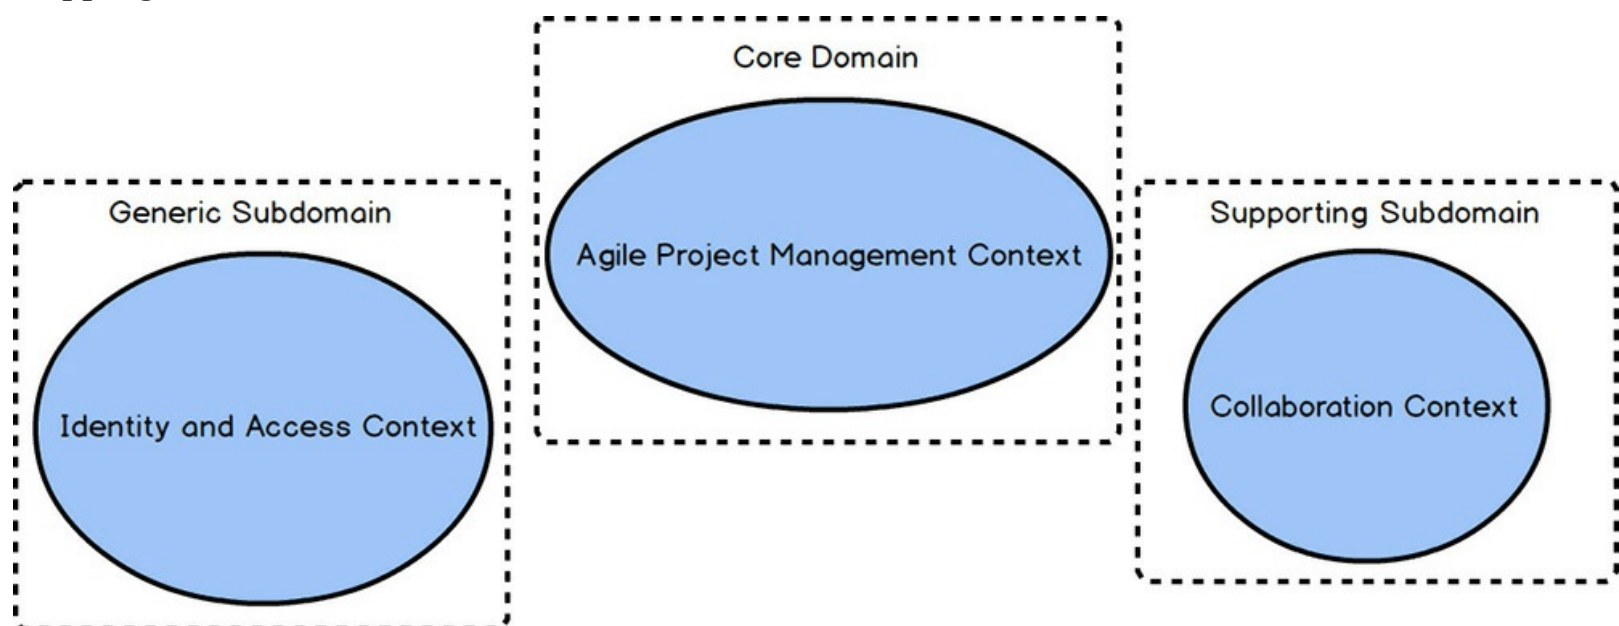 Core Domain
Agile Project Management Context
Generic Subdomain
Identity and Access Context
Supporting Subdomain
Collaboration Context